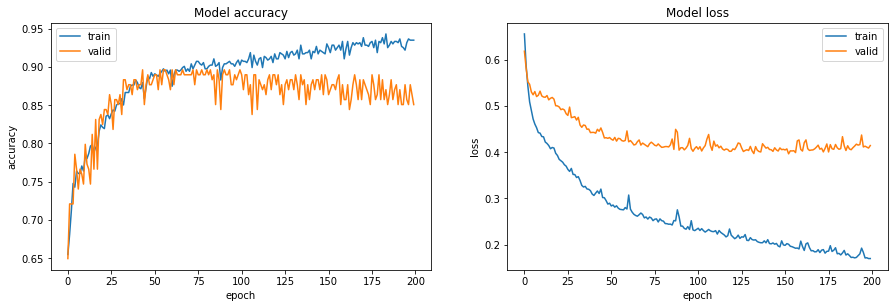 Model accuracy
train
valid
0.95
0.90
0.85
0.80
0.75
0.70
0.65
accuracy
0 25 50 75 100 125 150 175 200
epoch
Model loss
train
valid
0.6
0.5
0.4
0.3
0.2
loss
0 25 50 75 100 125 150 175 200
epoch